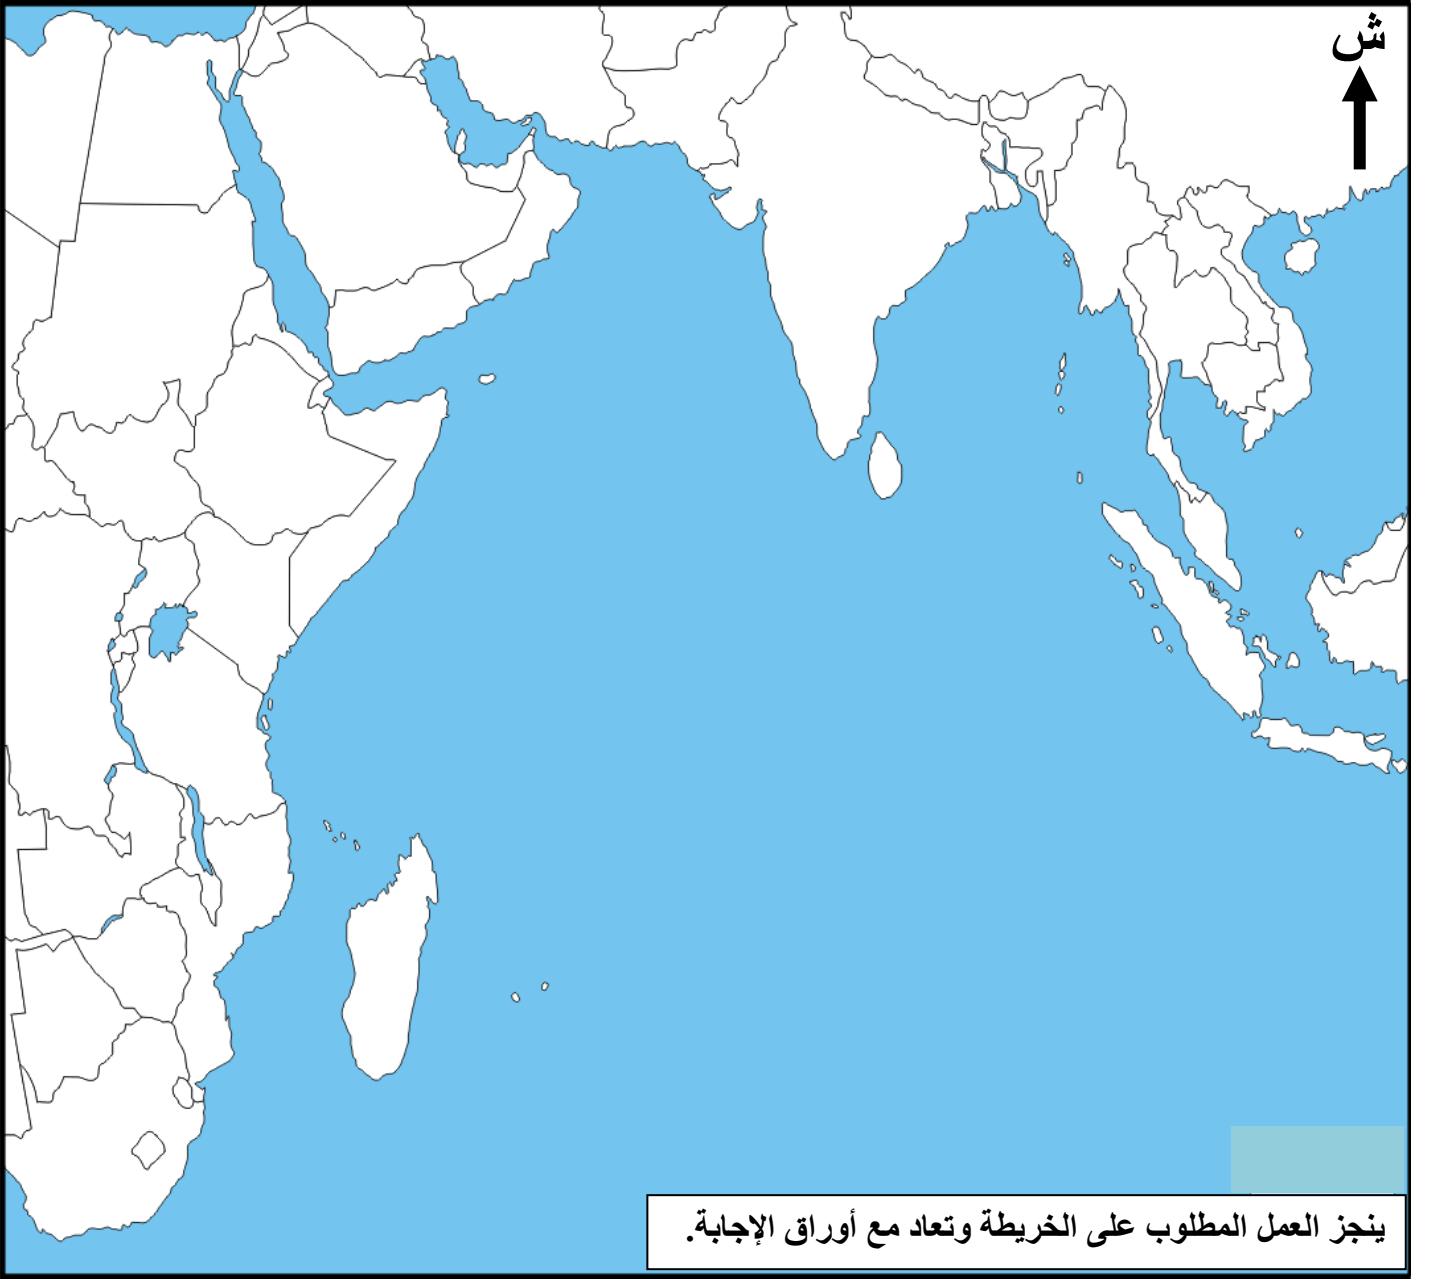 ش
ينجز العمل المطلوب على الخريطة وتعاد مع أوراق الإجابة.